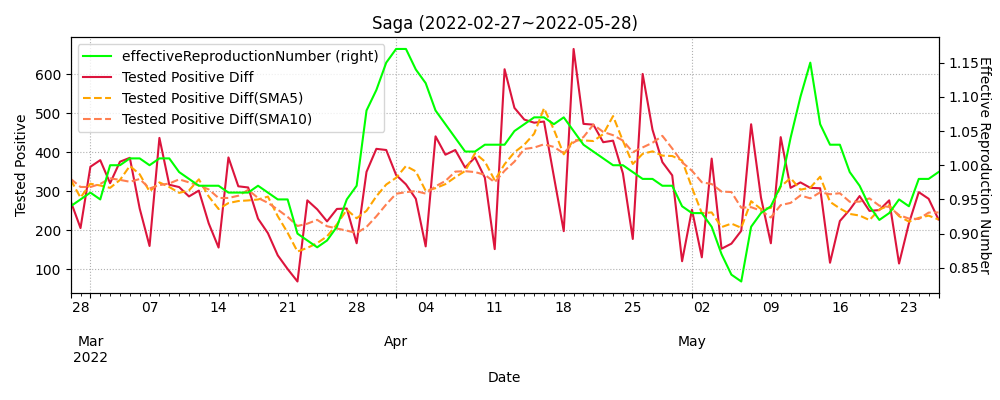 Saga (2022-02-27~2022-05-28)
effectiveReproductionNumber (right)
Tested Positive Diff
Tested Positive Diff(SMA5)
Tested Positive Diff(SMA10)
Tested Positive
600
500
400
300
200
100
1.15
1.10
1.05
1.00
0.95
0.90
0.85
Effective Reproduction Number
28 07 14 21 28 04 11 18 25 02 09 16 23
Mar Apr May
2022
Date